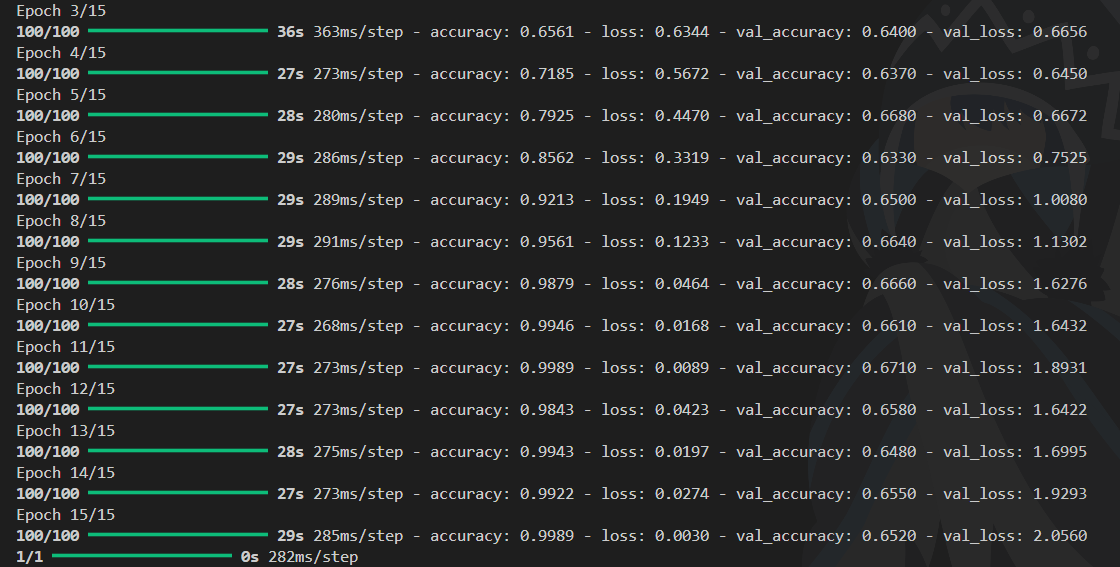 Epoch 3/15
100/100 36s 363ms/step - accuracy: 0.6561 - loss: 0.6344 - val_accuracy: 0.6400 - val_loss: 0.6656
Epoch 4/15
100/100 27s 273ms/step - accuracy: 0.7185 - loss: 0.5672 - val_accuracy: 0.6370 - val_loss: 0.6450
Epoch 5/15
100/100 28s 280ms/step - accuracy: 0.7925 - loss: 0.4470 - val_accuracy: 0.6680 - val_loss: 0.6672
Epoch 6/15
100/100 29s 286ms/step - accuracy: 0.8562 - loss: 0.3319 - val_accuracy: 0.6330 - val_loss: 0.7525
Epoch 7/15
100/100 29s 289ms/step - accuracy: 0.9213 - loss: 0.1949 - val_accuracy: 0.6500 - val_loss: 1.0080
Epoch 8/15
100/100 29s 291ms/step - accuracy: 0.9561 - loss: 0.1233 - val_accuracy: 0.6640 - val_loss: 1.1302
Epoch 9/15
100/100 28s 276ms/step - accuracy: 0.9879 - loss: 0.0464 - val_accuracy: 0.6660 - val_loss: 1.6276
Epoch 10/15
100/100 27s 268ms/step - accuracy: 0.9946 - loss: 0.0168 - val_accuracy: 0.6610 - val_loss: 1.6432
Epoch 11/15
100/100 27s 273ms/step - accuracy: 0.9989 - loss: 0.0089 - val_accuracy: 0.6710 - val_loss: 1.8931
Epoch 12/15
100/100 27s 273ms/step - accuracy: 0.9843 - loss: 0.0423 - val_accuracy: 0.6580 - val_loss: 1.6422
Epoch 13/15
100/100 28s 275ms/step - accuracy: 0.9943 - loss: 0.0197 - val_accuracy: 0.6480 - val_loss: 1.6995
Epoch 14/15
100/100 27s 273ms/step - accuracy: 0.9922 - loss: 0.0274 - val_accuracy: 0.6550 - val_loss: 1.9293
Epoch 15/15
100/100 29s 285ms/step - accuracy: 0.9989 - loss: 0.0030 - val_accuracy: 0.6520 - val_loss: 2.0560
1/1 0s 282ms/step